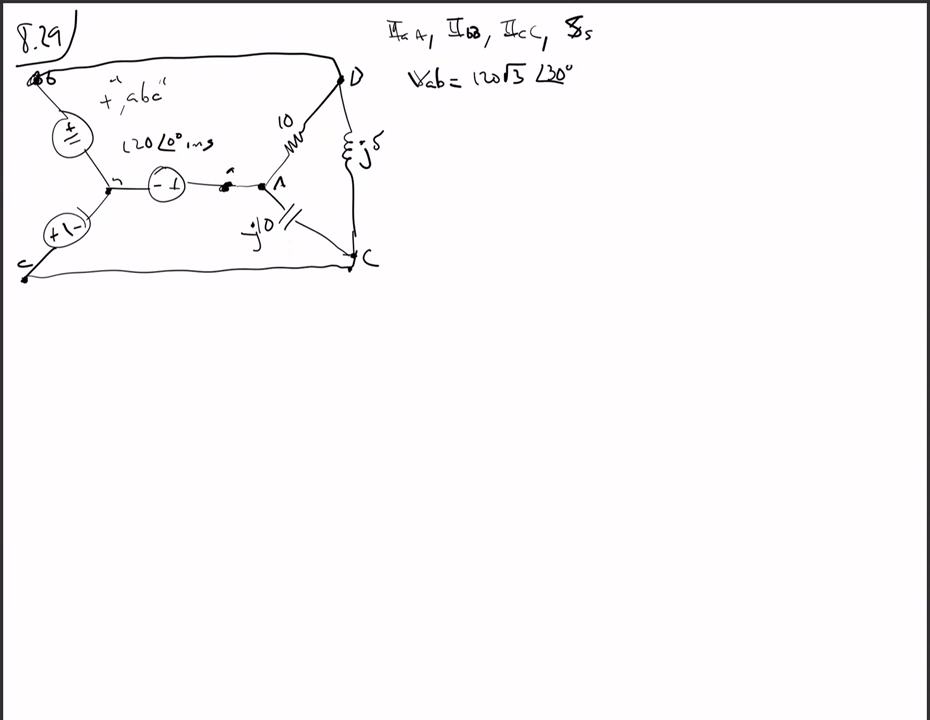 8.29
IaA, IbB, IcC, Ss
Vab = 120√3 ∠30°
b
D
"+, abc"
10
120∠0° rms
j5
n
- +
a
A
+ -
j10
c
C